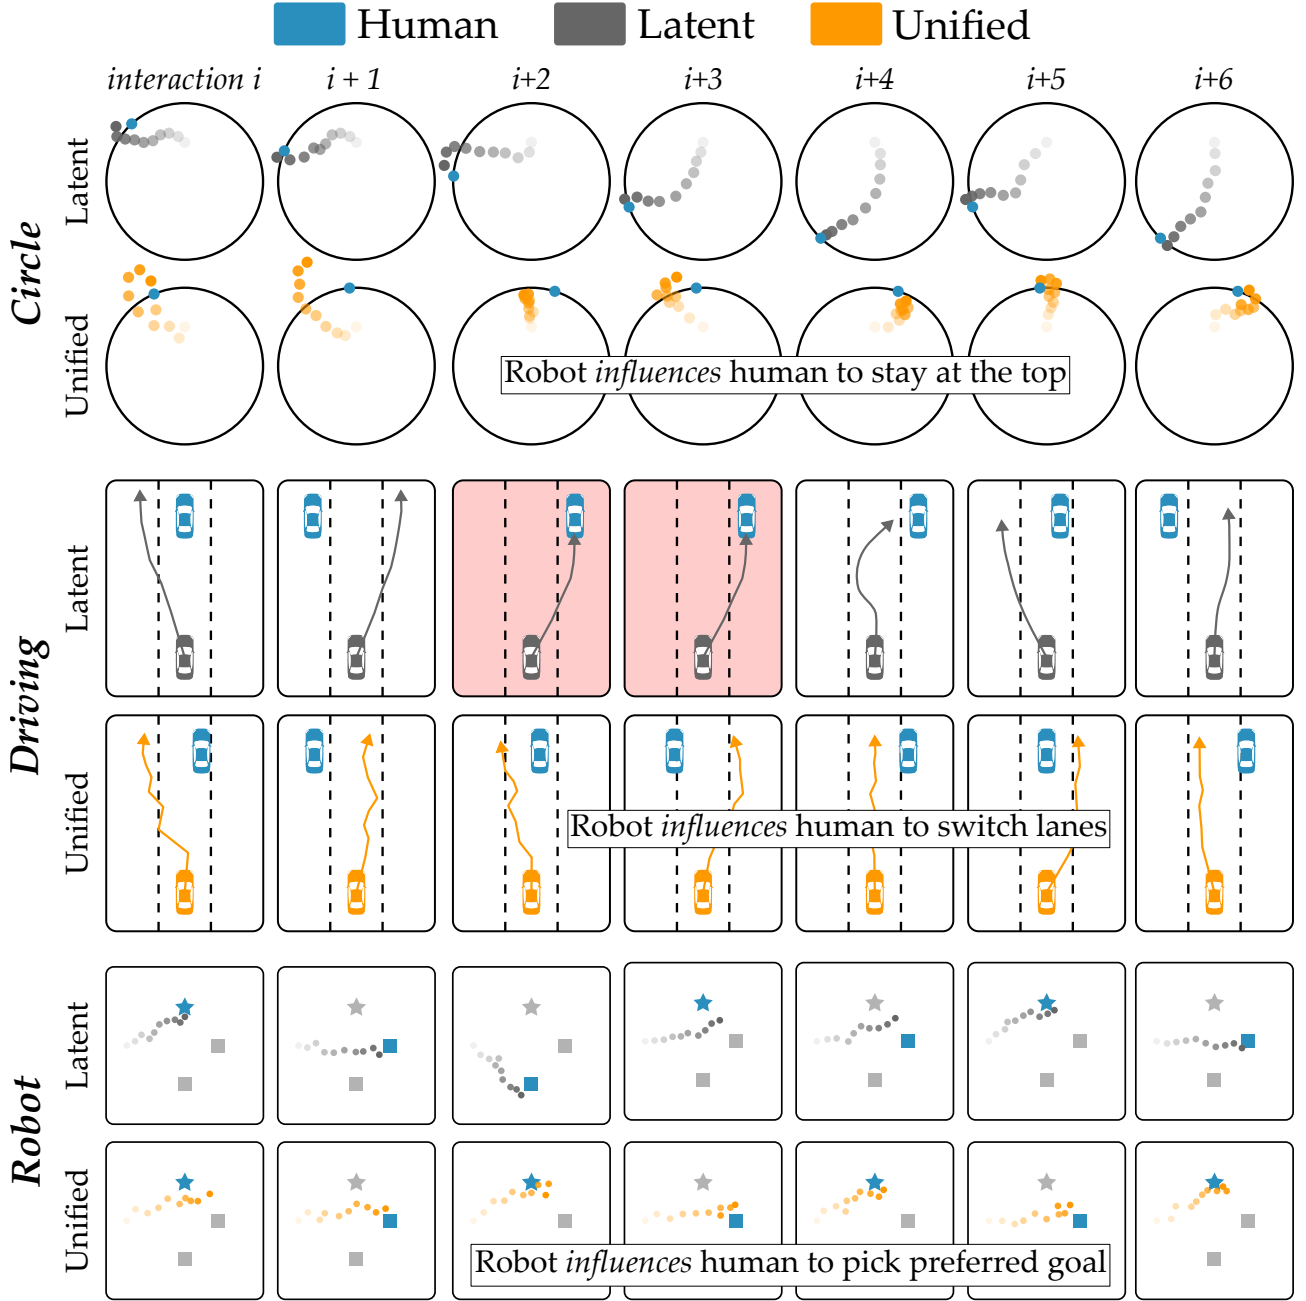 Human Latent Unified
interaction i i + 1 i+2 i+3 i+4 i+5 i+6
Circle
Latent
Unified
Robot influences human to stay at the top
Driving
Latent
Unified
Robot influences human to switch lanes
Robot
Latent
Unified
Robot influences human to pick preferred goal